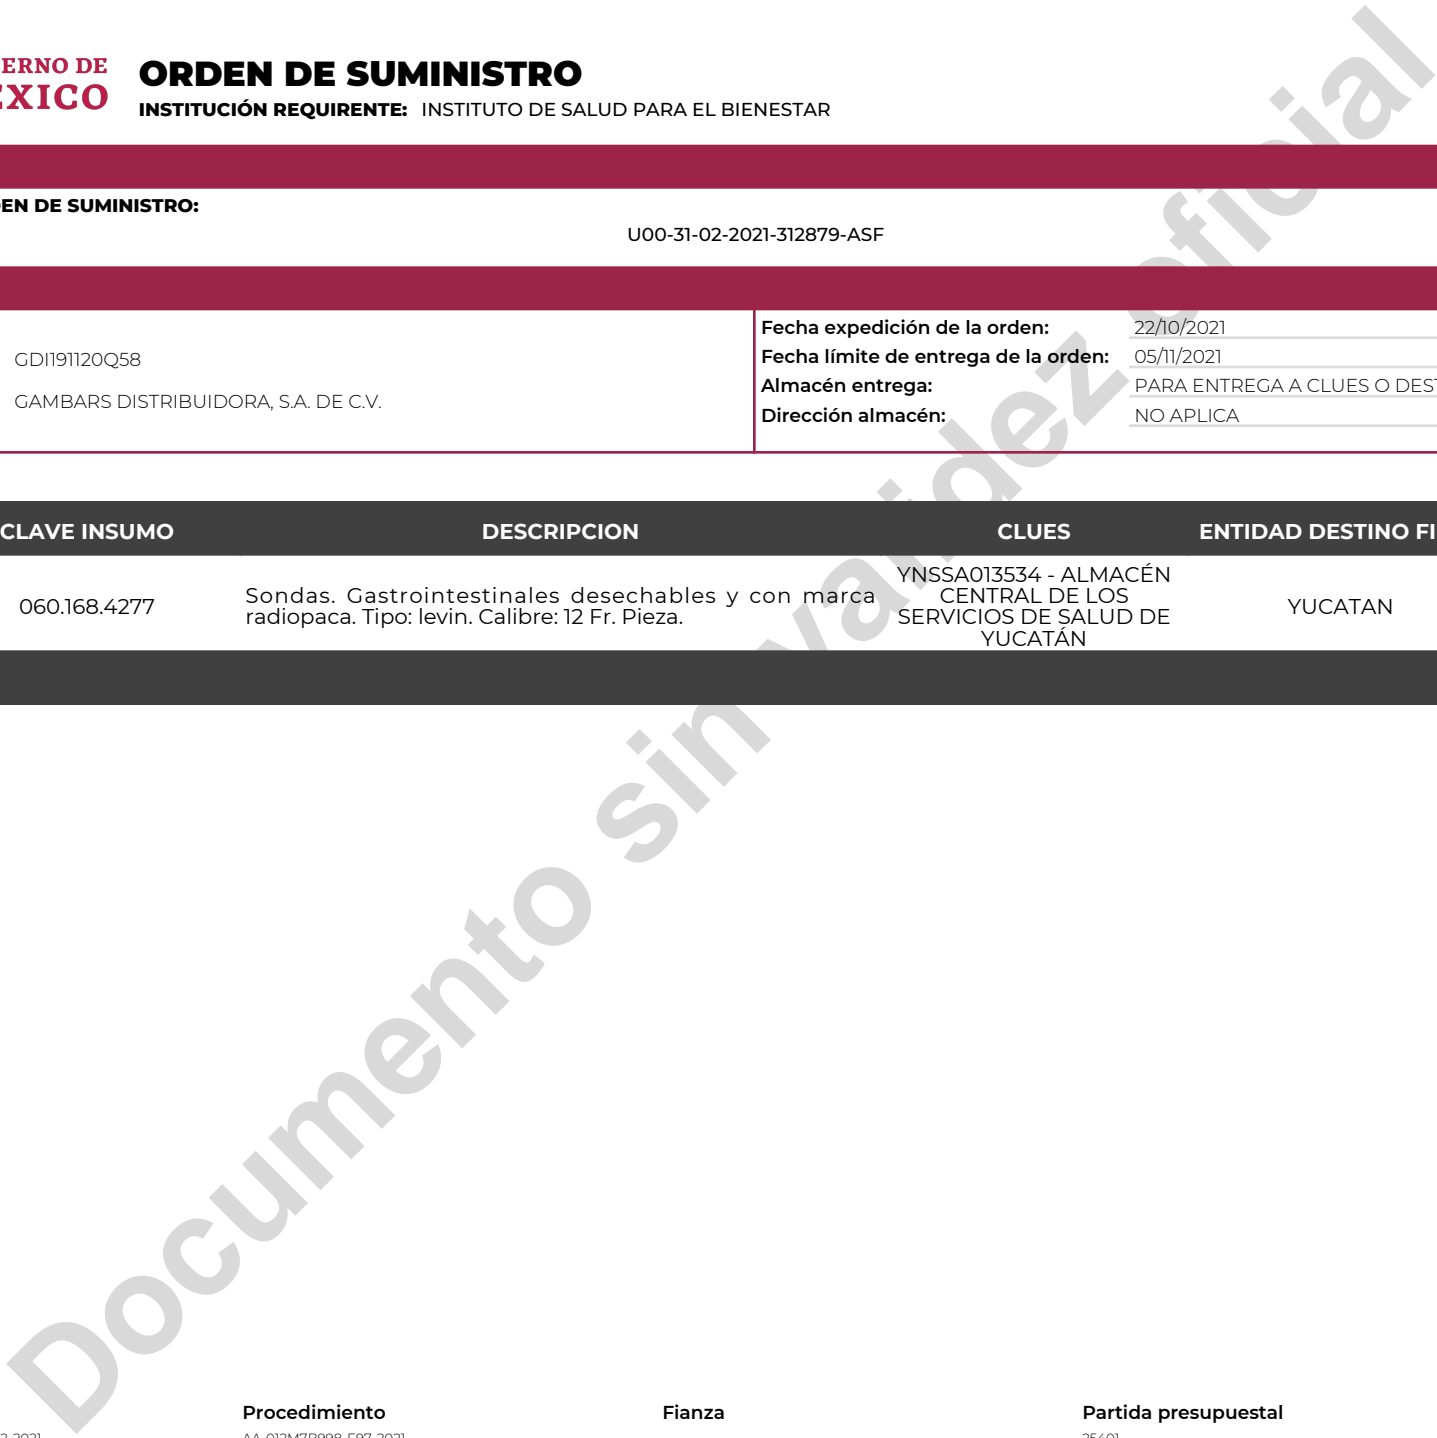 ERNO DE
EXICO
ORDEN DE SUMINISTRO
INSTITUCIÓN REQUIRENTE: INSTITUTO DE SALUD PARA EL BIENESTAR
EN DE SUMINISTRO:
U00-31-02-2021-312879-ASF
GDI191120Q58
GAMBARS DISTRIBUIDORA, S.A. DE C.V.
Fecha expedición de la orden: 22/10/2021
Fecha límite de entrega de la orden: 05/11/2021
Almacén entrega: PARA ENTREGA A CLUES O DEST
Dirección almacén: NO APLICA
CLAVE INSUMO DESCRIPCION CLUES ENTIDAD DESTINO FI
060.168.4277
Sondas. Gastrointestinales desechables y con marca
radiopaca. Tipo: levin. Calibre: 12 Fr. Pieza.
YNSSA013534 - ALMACÉN
CENTRAL DE LOS
SERVICIOS DE SALUD DE
YUCATÁN
YUCATAN
Documento sin validez oficial
Procedimiento Fianza Partida presupuestal